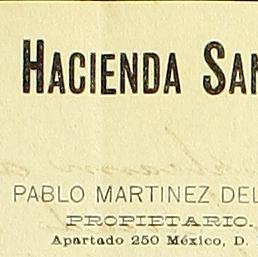 HACIENDA SAN
PABLO MARTINEZ DEL
PROPIETARIO.
Apartado 250 México, D.